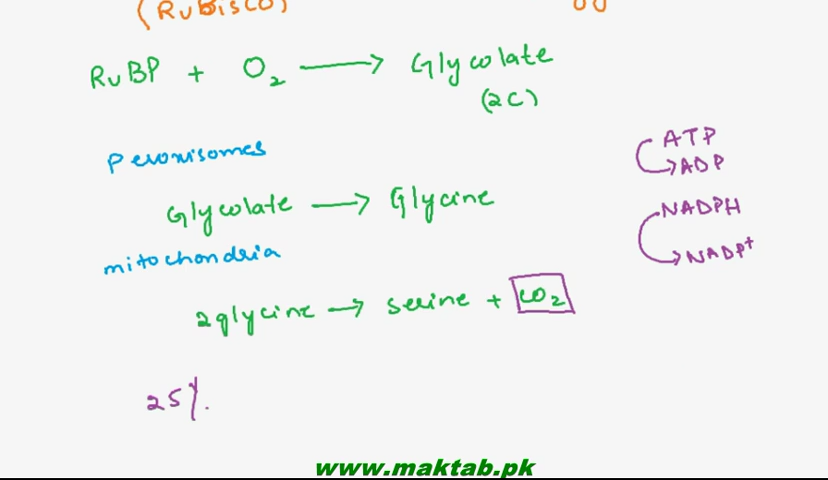 (RuBisCO)
RuBP + O₂ ⟶ Glycolate
(2C)
Peroxisomes
ATP
→ADP
Glycolate ⟶ Glycine
NADPH
→NADP⁺
mitochondria
2glycine → serine + CO₂
25%
www.maktab.pk